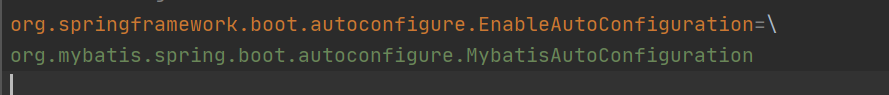 org.springframework.boot.autoconfigure.EnableAutoConfiguration=\
org.mybatis.spring.boot.autoconfigure.MybatisAutoConfiguration